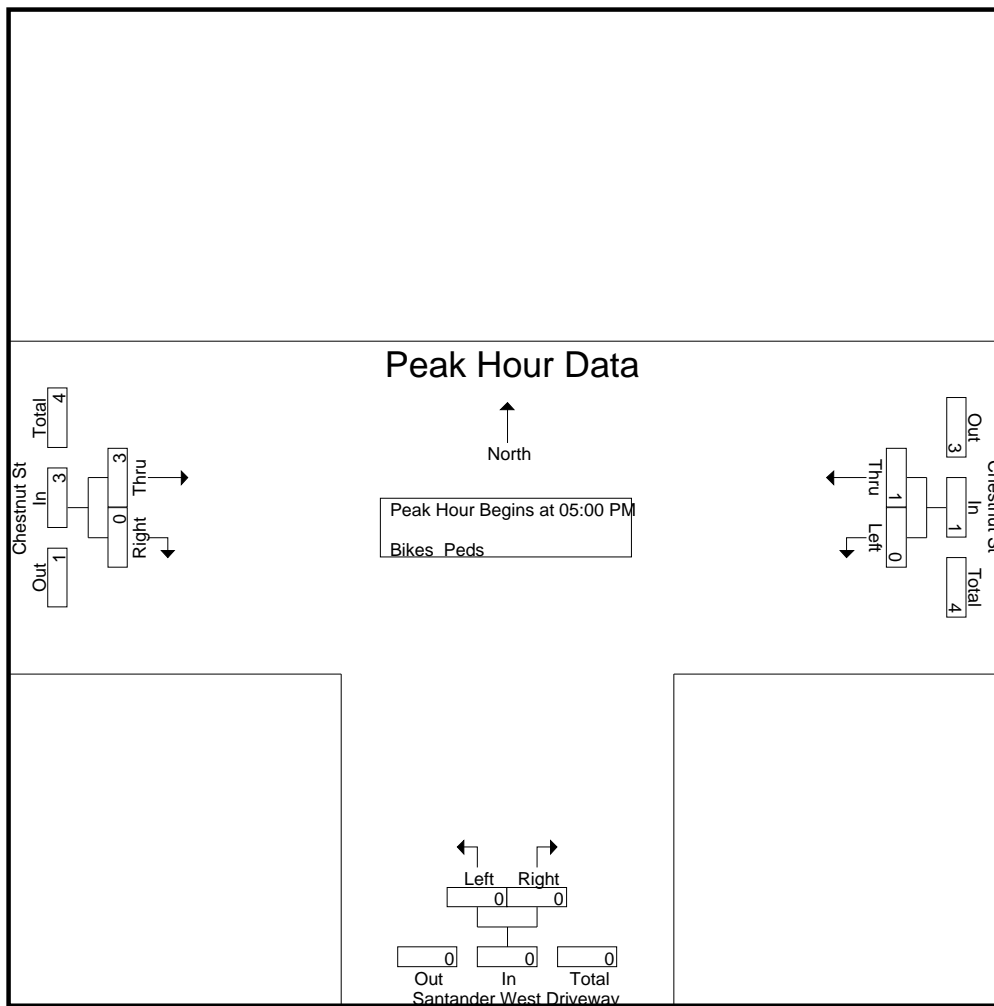 Peak Hour Data
North
Peak Hour Begins at 05:00 PM
Bikes Peds
Chestnut St
Total
4
In
3
Out
1
3
Thru
0
Right
Chestnut St
Out
3
In
1
Total
4
Thru
1
Left
0
Left Right
0 0
0 0 0
Out In Total
Santander West Driveway